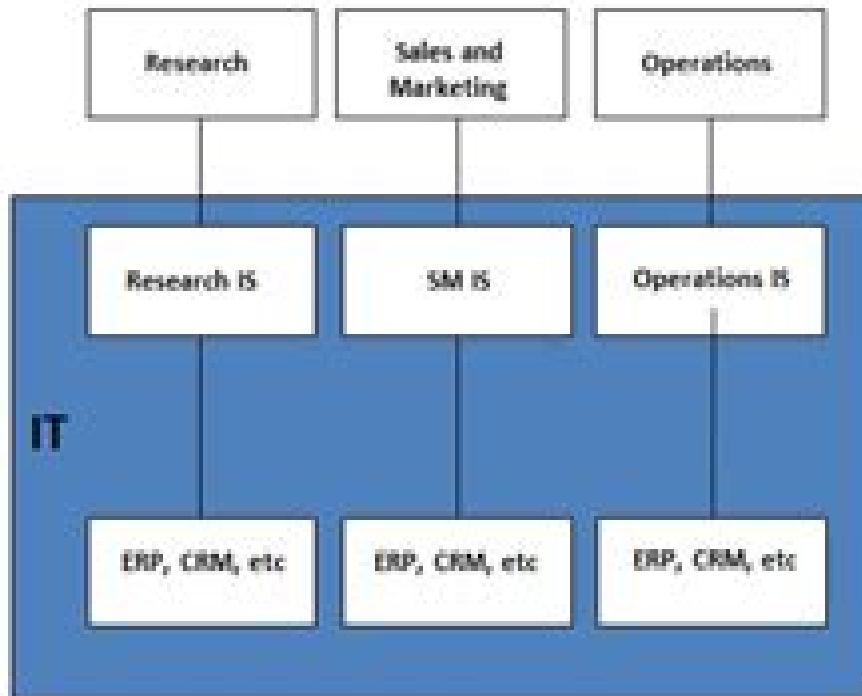 Research
Sales and
Marketing
Operations
Research IS
SM IS
Operations IS
IT
ERP, CRM, etc
ERP, CRM, etc
ERP, CRM, etc